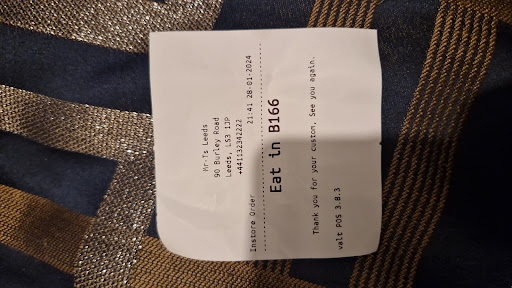 Mr-Ts Leeds
90 Burley Road
Leeds, LS3 1JP
+441132342222
Instore Order 21:41 28-01-2024
Eat in B166
Thank you for your custom, See you again.
valt POS 3.8.3